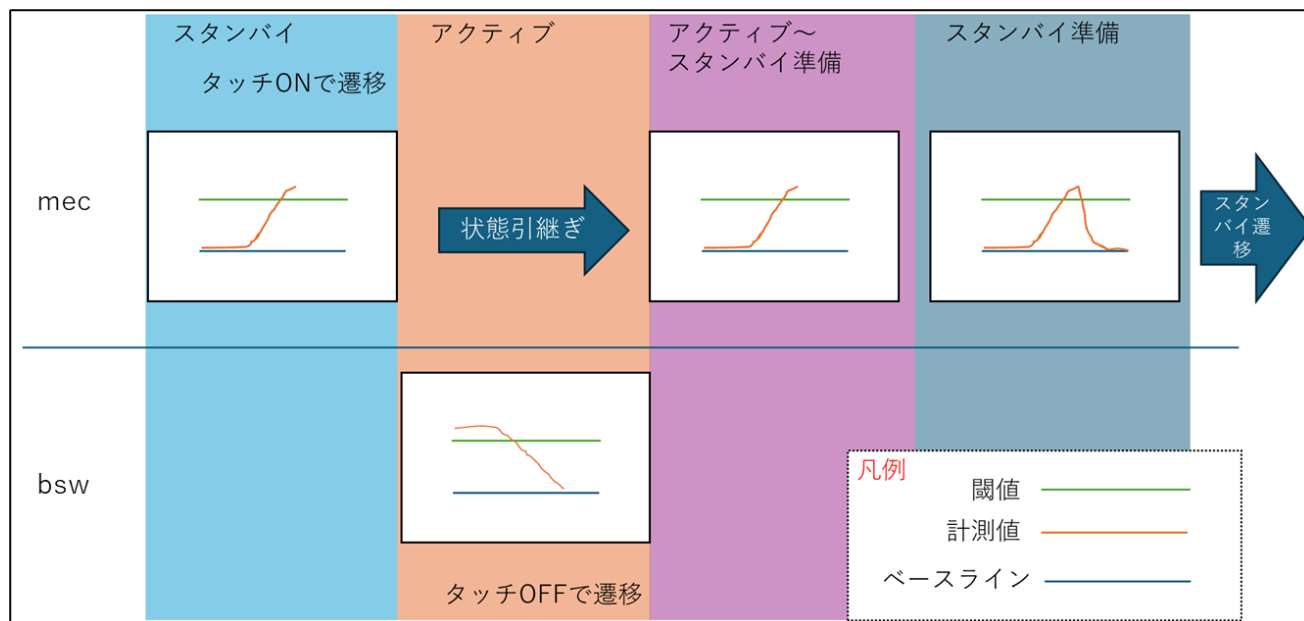 スタンバイ
タッチONで遷移
アクティブ
アクティブ～
スタンバイ準備
スタンバイ準備
mec
状態引継ぎ
スタン
バイ遷
移
bsw
タッチOFFで遷移
凡例
閾値
計測値
ベースライン